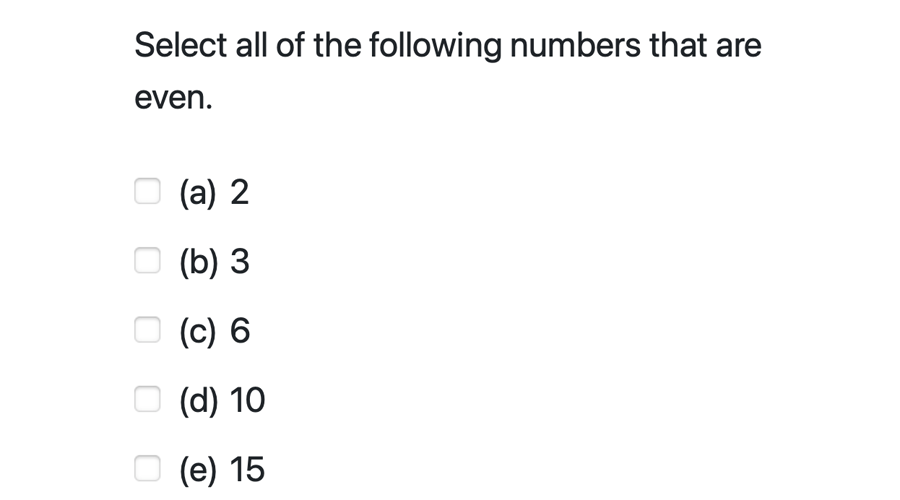 Select all of the following numbers that are
even.
(a) 2
(b) 3
(c) 6
(d) 10
(e) 15